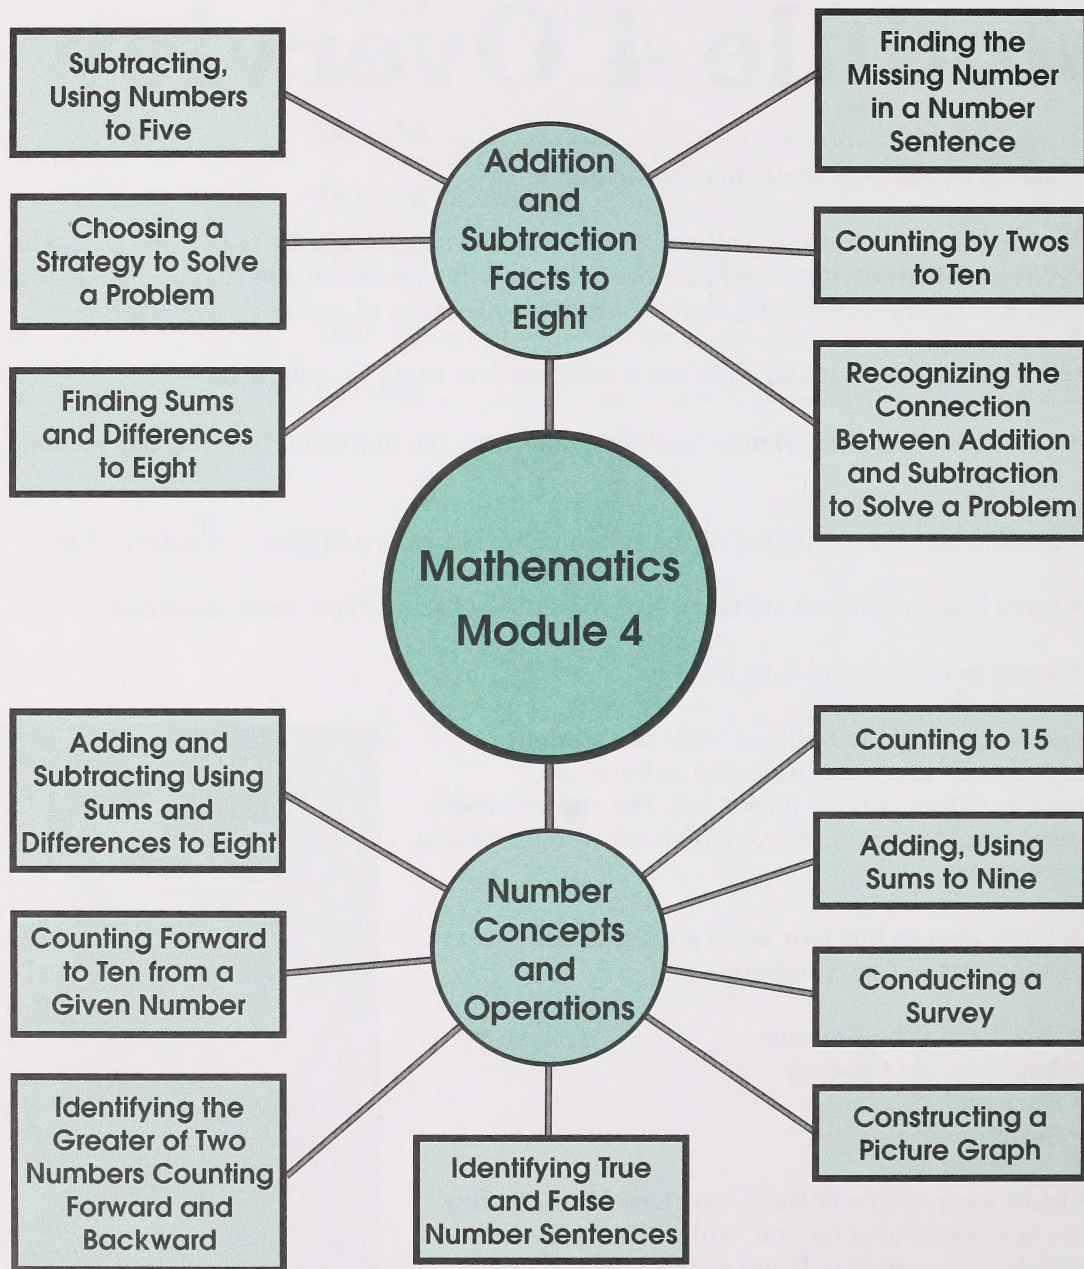 Subtracting,
Using Numbers
to Five
Choosing a
Strategy to Solve
a Problem
Finding Sums
and Differences
to Eight
Addition
and
Subtraction
Facts to
Eight
Finding the
Missing Number
in a Number
Sentence
Counting by Twos
to Ten
Recognizing the
Connection
Between Addition
and Subtraction
to Solve a Problem
Mathematics
Module 4
Adding and
Subtracting Using
Sums and
Differences to Eight
Counting Forward
to Ten from a
Given Number
Identifying the
Greater of Two
Numbers Counting
Forward and
Backward
Number
Concepts
and
Operations
Identifying True
and False
Number Sentences
Counting to 15
Adding, Using
Sums to Nine
Conducting a
Survey
Constructing a
Picture Graph